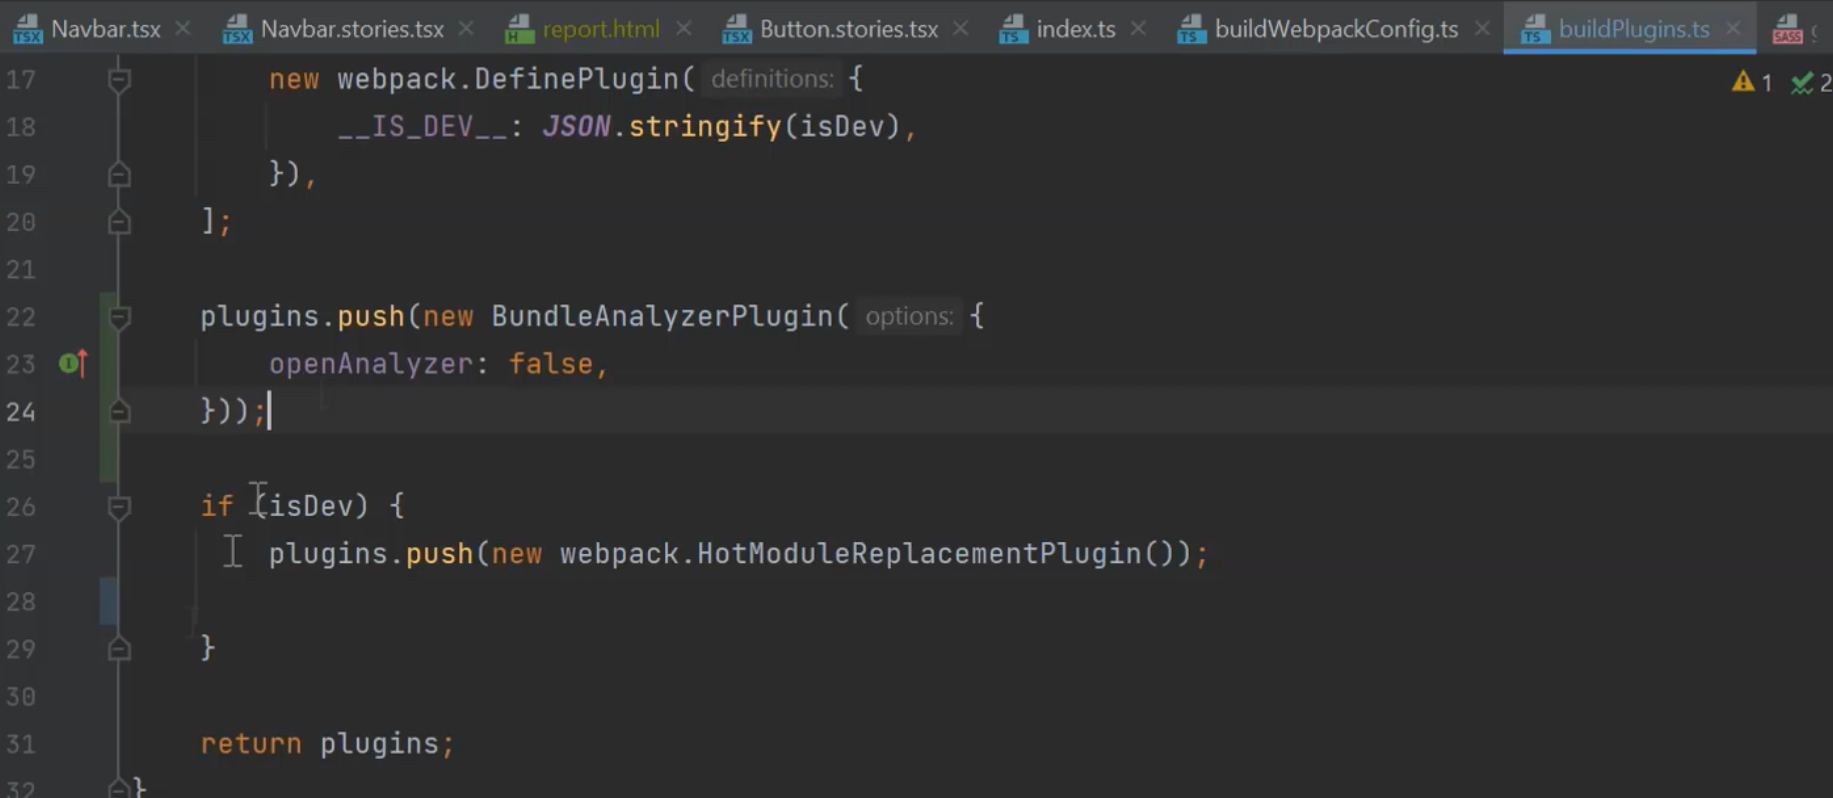 Navbar.tsx Navbar.stories.tsx report.html Button.stories.tsx index.ts buildWebpackConfig.ts buildPlugins.ts
17 new webpack.DefinePlugin( definitions: { 1 2
18 __IS_DEV__: JSON.stringify(isDev),
19 }),
20 ];
21
22 plugins.push(new BundleAnalyzerPlugin( options: {
23 openAnalyzer: false,
24 }));
25
26 if (isDev) {
27 plugins.push(new webpack.HotModuleReplacementPlugin());
28
29 }
30
31 return plugins;
32 }